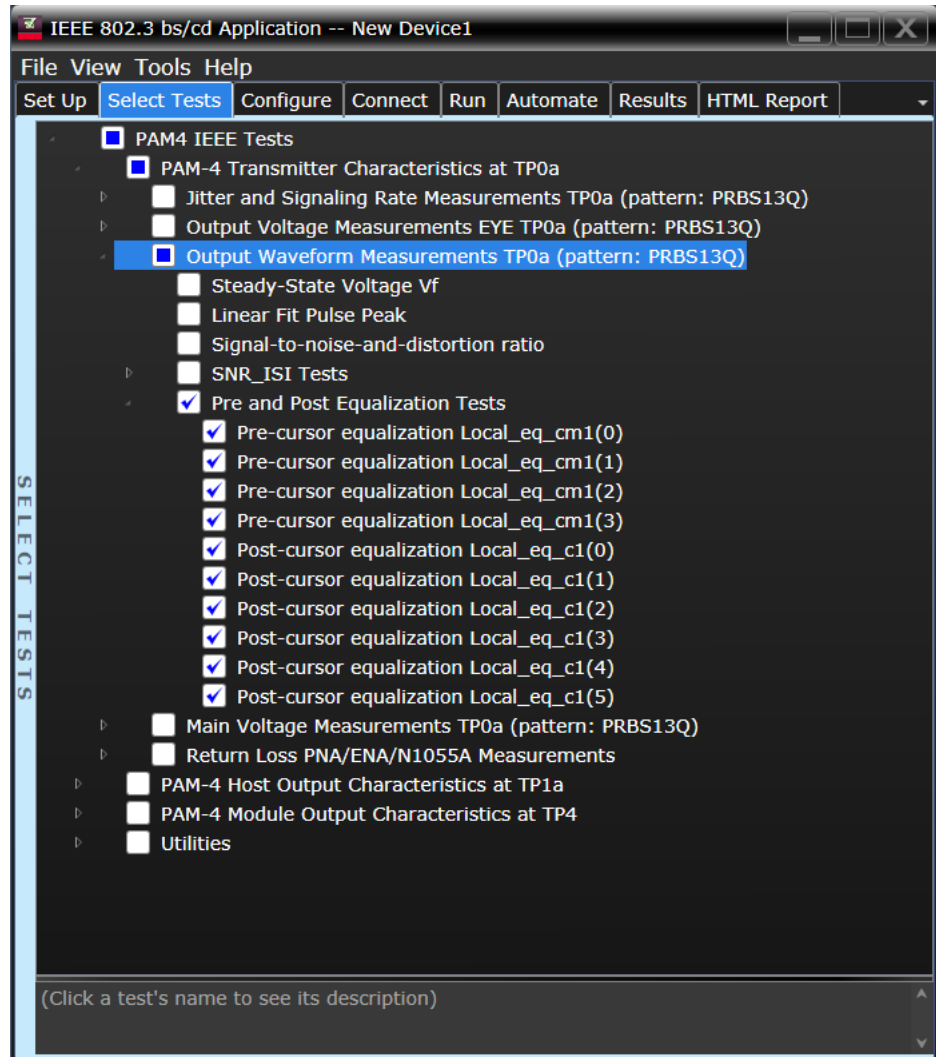 IEEE 802.3 bs/cd Application -- New Device1
File View Tools Help
Set Up Select Tests Configure Connect Run Automate Results HTML Report
PAM4 IEEE Tests
PAM-4 Transmitter Characteristics at TP0a
Jitter and Signaling Rate Measurements TP0a (pattern: PRBS13Q)
Output Voltage Measurements EYE TP0a (pattern: PRBS13Q)
Output Waveform Measurements TP0a (pattern: PRBS13Q)
Steady-State Voltage Vf
Linear Fit Pulse Peak
Signal-to-noise-and-distortion ratio
SNR_ISI Tests
Pre and Post Equalization Tests
Pre-cursor equalization Local_eq_cm1(0)
Pre-cursor equalization Local_eq_cm1(1)
Pre-cursor equalization Local_eq_cm1(2)
Pre-cursor equalization Local_eq_cm1(3)
Post-cursor equalization Local_eq_c1(0)
Post-cursor equalization Local_eq_c1(1)
Post-cursor equalization Local_eq_c1(2)
Post-cursor equalization Local_eq_c1(3)
Post-cursor equalization Local_eq_c1(4)
Post-cursor equalization Local_eq_c1(5)
Main Voltage Measurements TP0a (pattern: PRBS13Q)
Return Loss PNA/ENA/N1055A Measurements
PAM-4 Host Output Characteristics at TP1a
PAM-4 Module Output Characteristics at TP4
Utilities
SELECT TESTS
(Click a test's name to see its description)